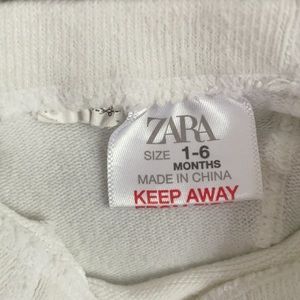 ZARA
SIZE 1-6
MONTHS
MADE IN CHINA
KEEP AWAY